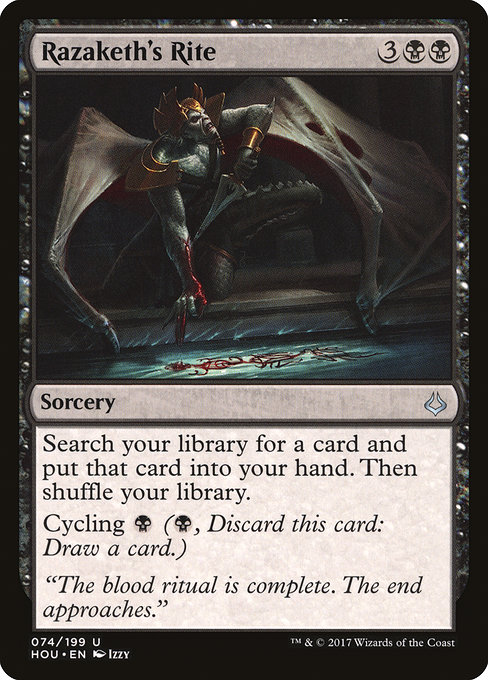 Razaketh's Rite 3
Sorcery
Search your library for a card and
put that card into your hand. Then
shuffle your library.
Cycling (, Discard this card:
Draw a card.)
“The blood ritual is complete. The end
approaches.”
074/199 U
™ & © 2017 Wizards of the Coast
HOU • EN Izzy